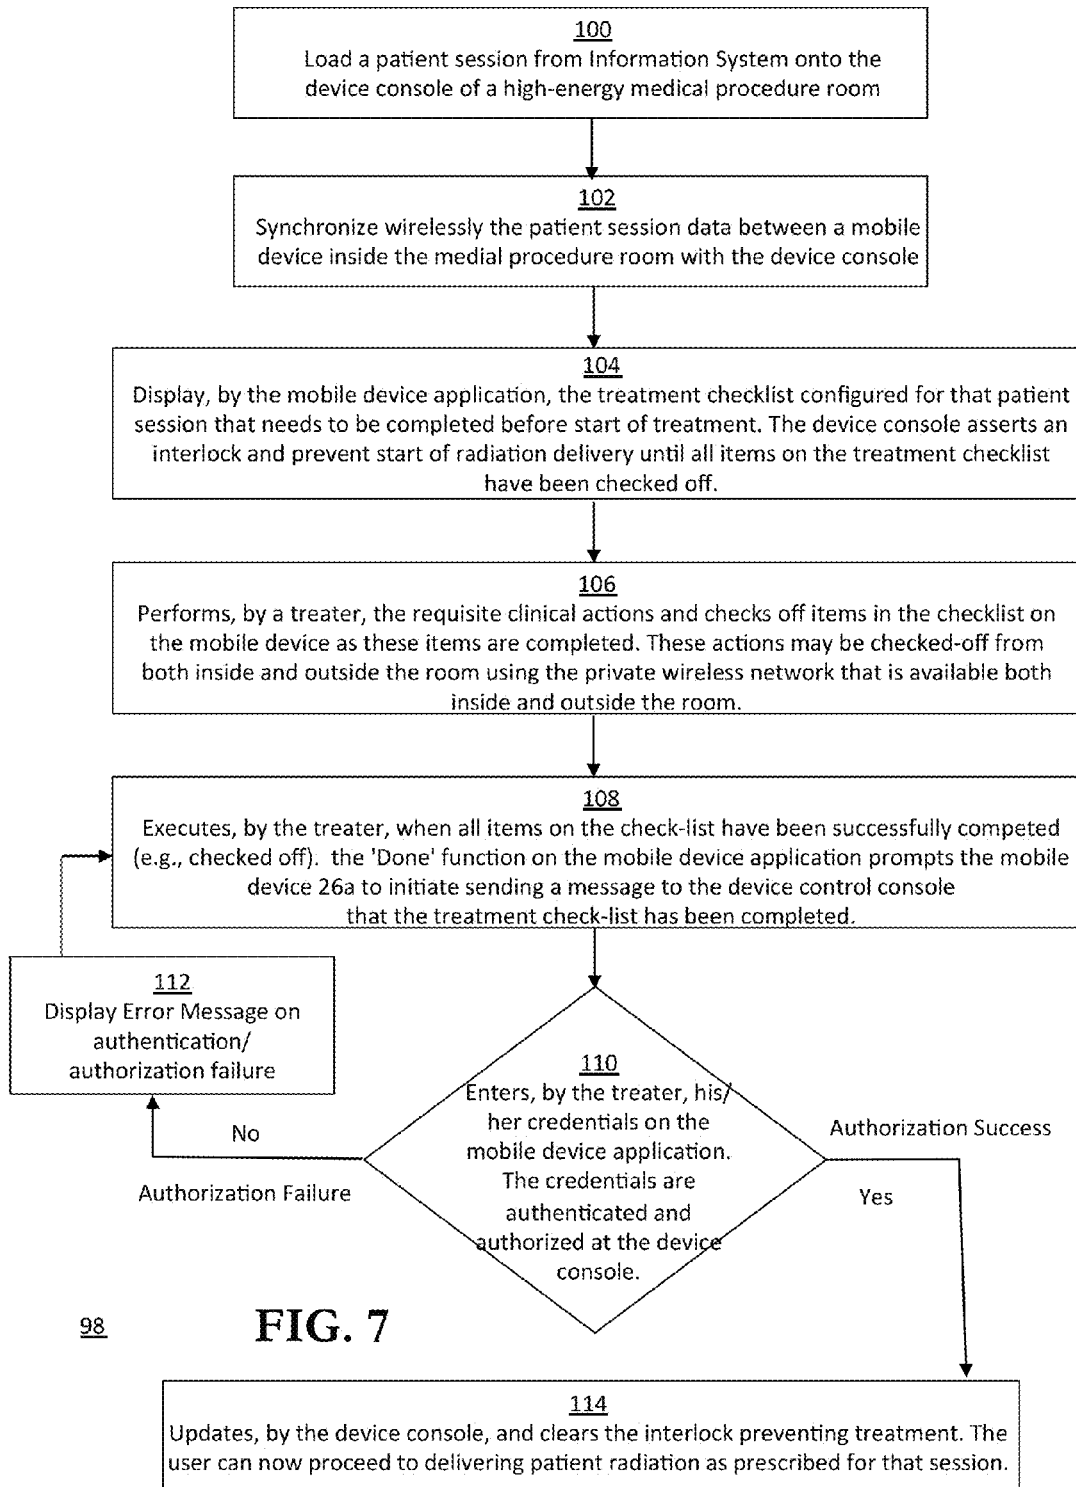 100
Load a patient session from Information System onto the
device console of a high-energy medical procedure room
102
Synchronize wirelessly the patient session data between a mobile
device inside the medial procedure room with the device console
104
Display, by the mobile device application, the treatment checklist configured for that patient
session that needs to be completed before start of treatment. The device console asserts an
interlock and prevent start of radiation delivery until all items on the treatment checklist
have been checked off.
106
Performs, by a treater, the requisite clinical actions and checks off items in the checklist on
the mobile device as these items are completed. These actions may be checked-off from
both inside and outside the room using the private wireless network that is available both
inside and outside the room.
108
Executes, by the treater, when all items on the check-list have been successfully competed
(e.g., checked off). the 'Done' function on the mobile device application prompts the mobile
device 26a to initiate sending a message to the device control console
that the treatment check-list has been completed.
112
Display Error Message on
authentication/
authorization failure
110
Enters, by the treater, his/
her credentials on the
mobile device application.
The credentials are
authenticated and
authorized at the device
console.
No
Authorization Failure
Authorization Success
Yes
98
FIG. 7
114
Updates, by the device console, and clears the interlock preventing treatment. The
user can now proceed to delivering patient radiation as prescribed for that session.